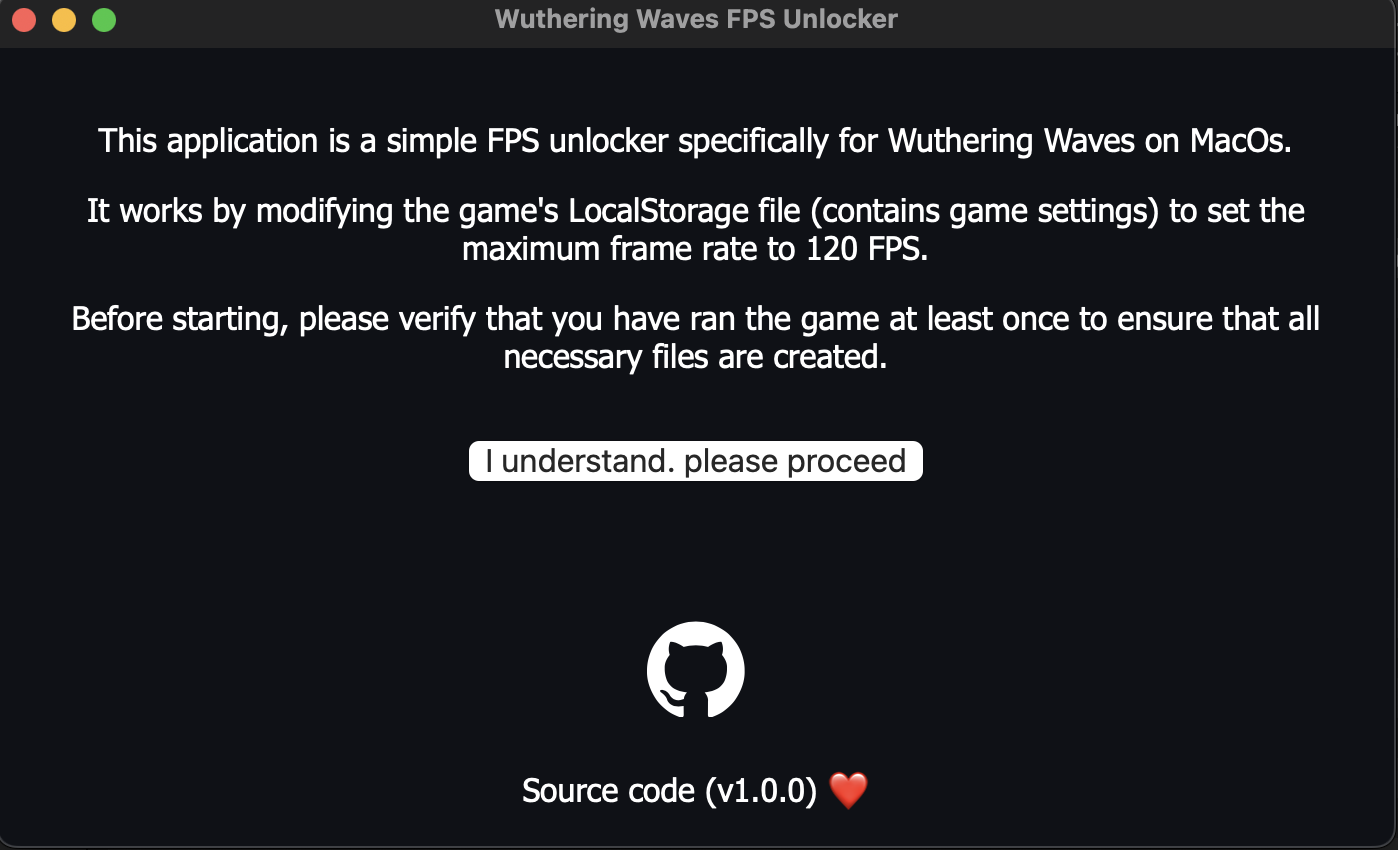 Wuthering Waves FPS Unlocker
This application is a simple FPS unlocker specifically for Wuthering Waves on MacOs.
It works by modifying the game's LocalStorage file (contains game settings) to set the
maximum frame rate to 120 FPS.
Before starting, please verify that you have ran the game at least once to ensure that all
necessary files are created.
I understand. please proceed
Source code (v1.0.0) ❤️